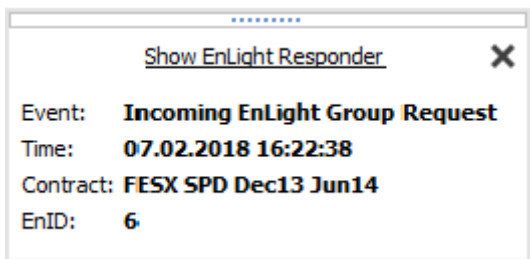 Show EnLight Responder
Event: Incoming EnLight Group Request
Time: 07.02.2018 16:22:38
Contract: FESX SPD Dec13 Jun14
EnID: 6